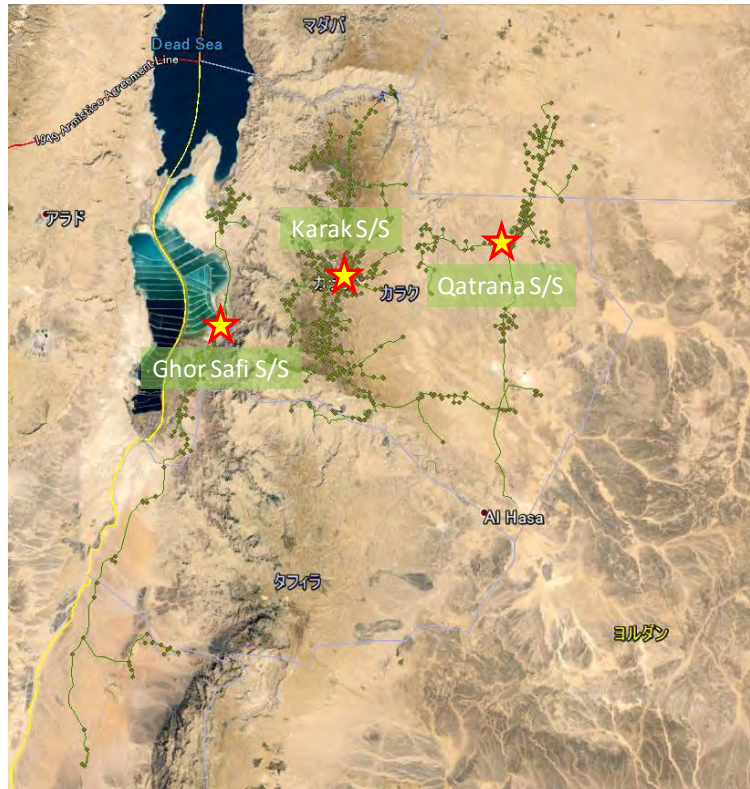 マダバ
Dead Sea
1949 Armistice Agreement Line
アラド
Karak S/S
カラク
Qatrana S/S
Ghor Safi S/S
Al Hasa
タフィラ
ヨルダン